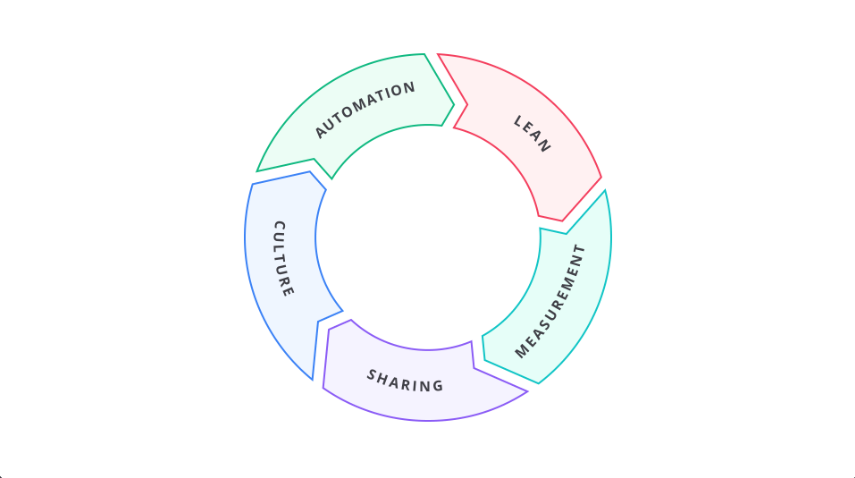 AUTOMATION
LEAN
MEASUREMENT
SHARING
CULTURE